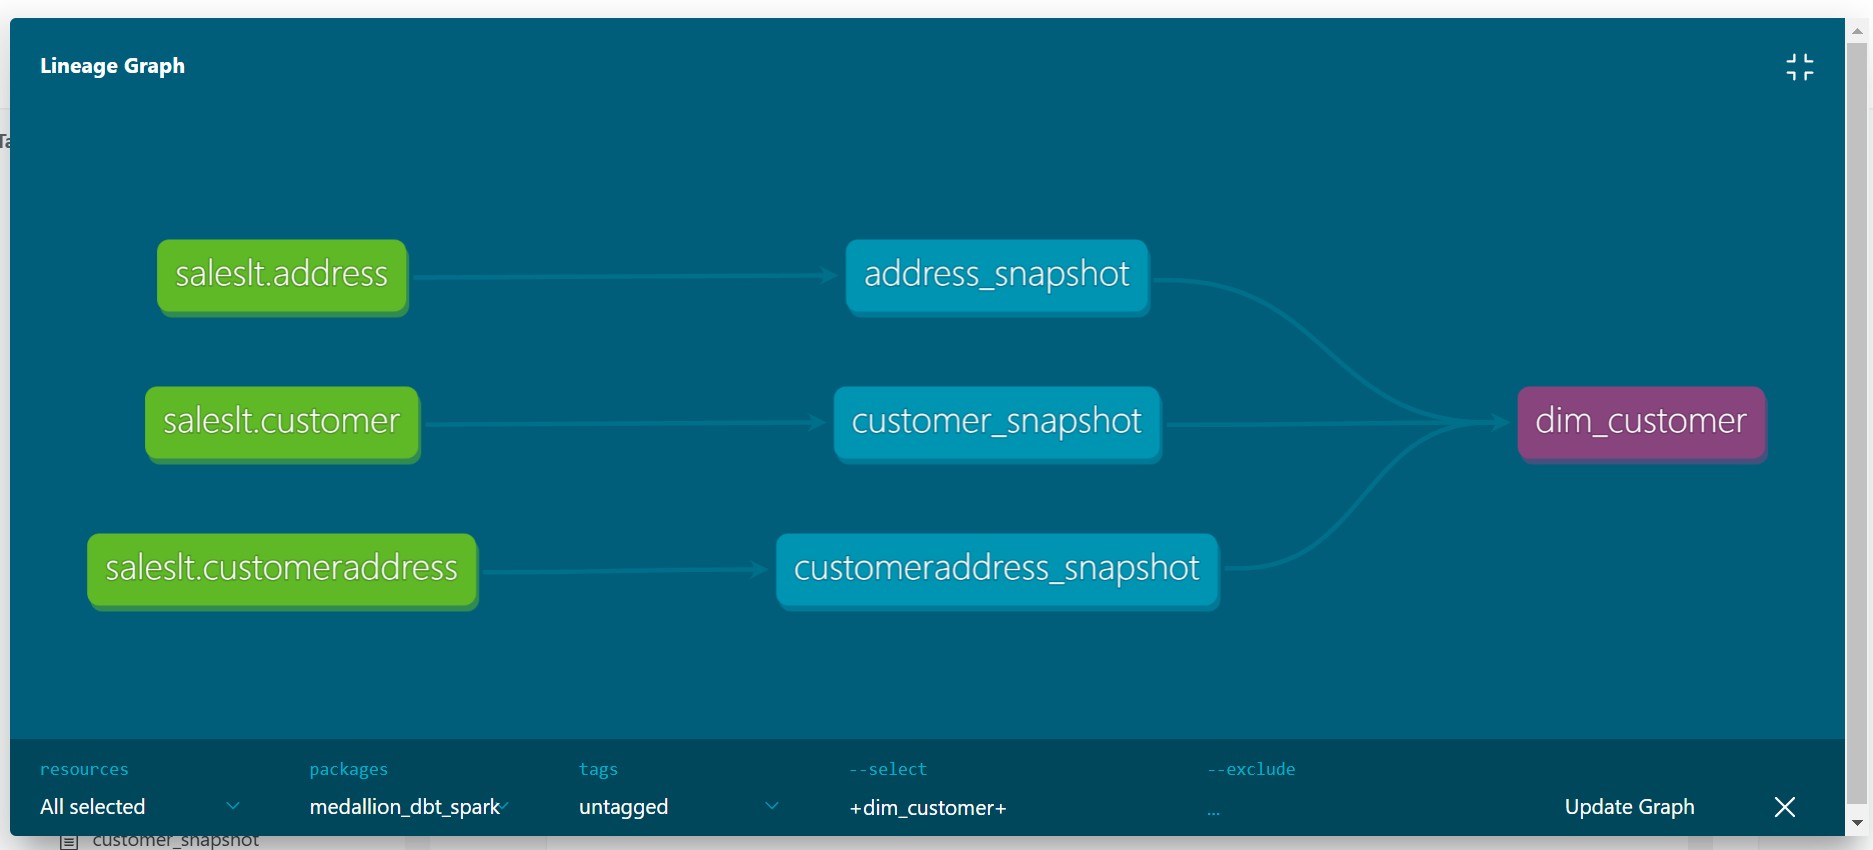 Lineage Graph
Ta
saleslt.address
address_snapshot
saleslt.customer
customer_snapshot
dim_customer
saleslt.customeraddress
customeraddress_snapshot
resources
packages
tags
--select
--exclude
All selected
medallion_dbt_spark
untagged
+dim_customer+
...
Update Graph
customer_snapshot